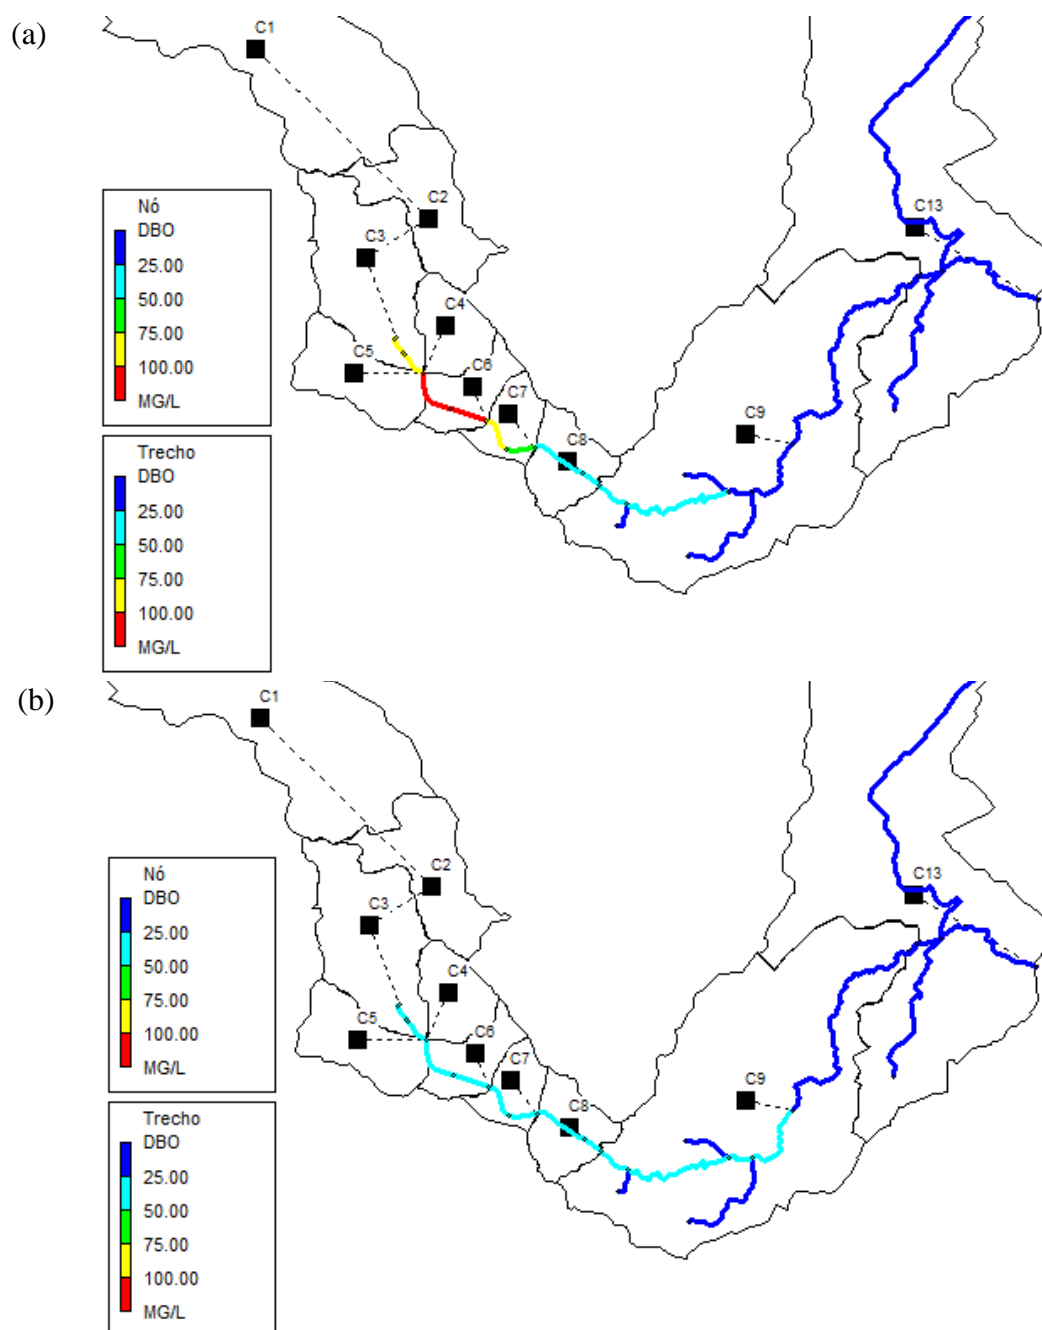 (a)
C1
C2
C3
C13
Nó
DBO
25.00
50.00
75.00
100.00
MG/L
C4
C5
C6
C7
C9
C8
Trecho
DBO
25.00
50.00
75.00
100.00
MG/L
(b)
C1
C2
C3
C13
Nó
DBO
25.00
50.00
75.00
100.00
MG/L
C4
C5
C6
C7
C9
C8
Trecho
DBO
25.00
50.00
75.00
100.00
MG/L